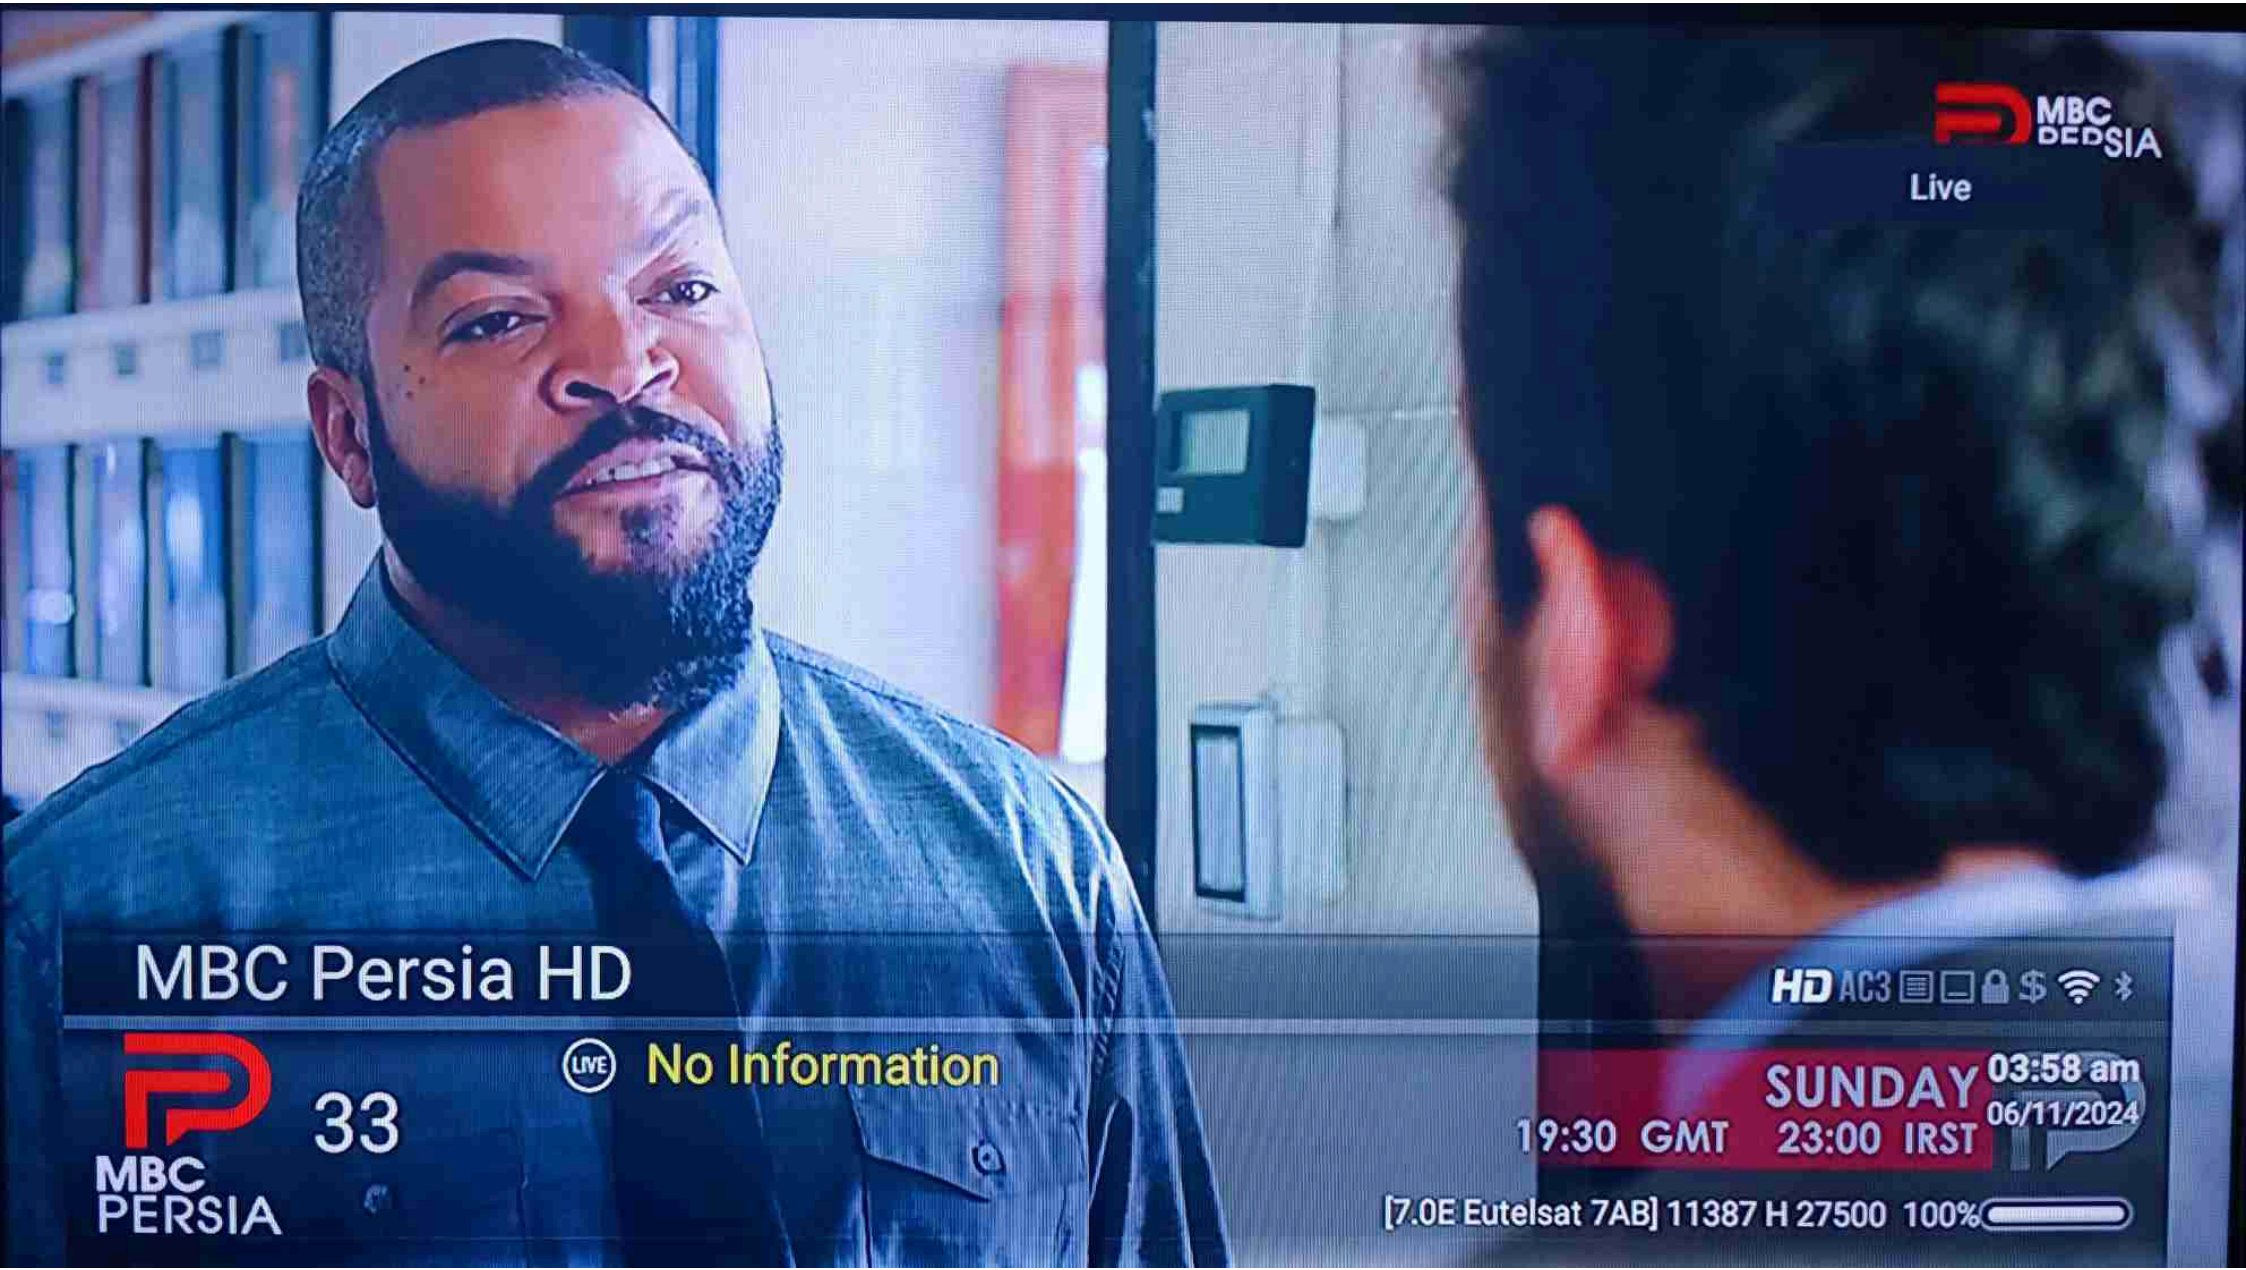 MBC
PERSIA
Live
MBC Persia HD
HD AC3 $
LIVE No Information
33
MBC
PERSIA
SUNDAY
03:58 am
06/11/2024
19:30 GMT 23:00 IRST
[7.0E Eutelsat 7AB] 11387 H 27500 100%